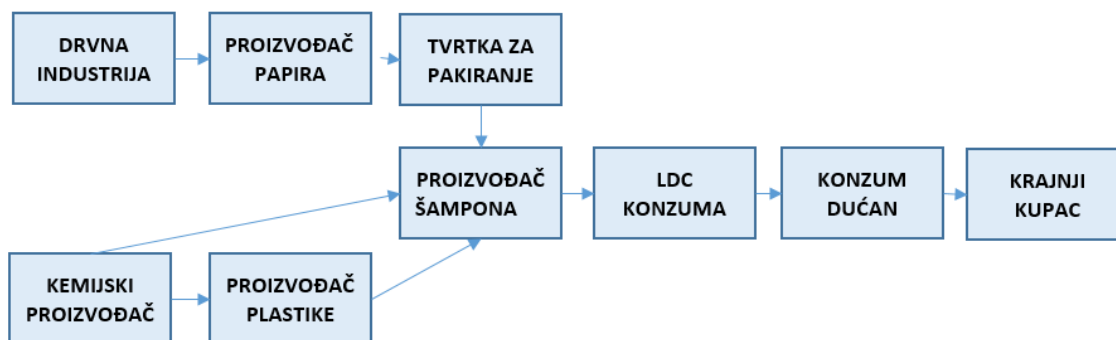 DRVNA
INDUSTRIJA
PROIZVOĐAČ
PAPIRA
TVRTKA ZA
PAKIRANJE
PROIZVOĐAČ
ŠAMPONA
LDC
KONZUMA
KONZUM
DUĆAN
KRAJNJI
KUPAC
KEMIJSKI
PROIZVOĐAČ
PROIZVOĐAČ
PLASTIKE